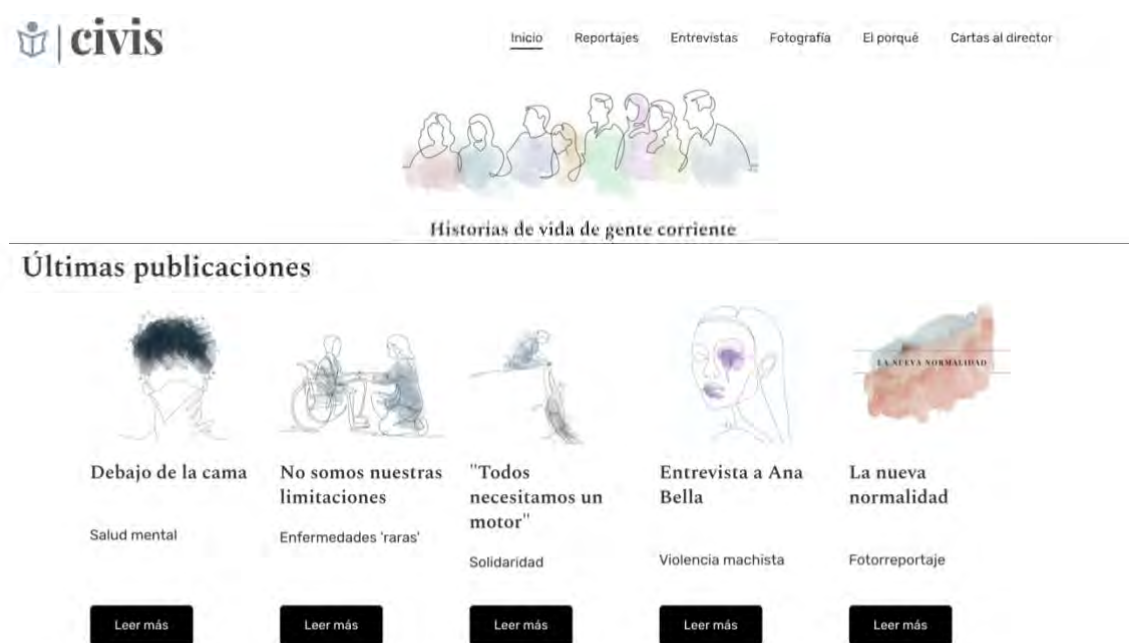 civis
Inicio Reportajes Entrevistas Fotografía El porqué Cartas al director
Historias de vida de gente corriente
Últimas publicaciones
LA NUEVA NORMALIDAD
Debajo de la cama
Salud mental
Leer más
No somos nuestras
limitaciones
Enfermedades 'raras'
Leer más
"Todos
necesitamos un
motor"
Solidaridad
Leer más
Entrevista a Ana
Bella
Violencia machista
Leer más
La nueva
normalidad
Fotorreportaje
Leer más